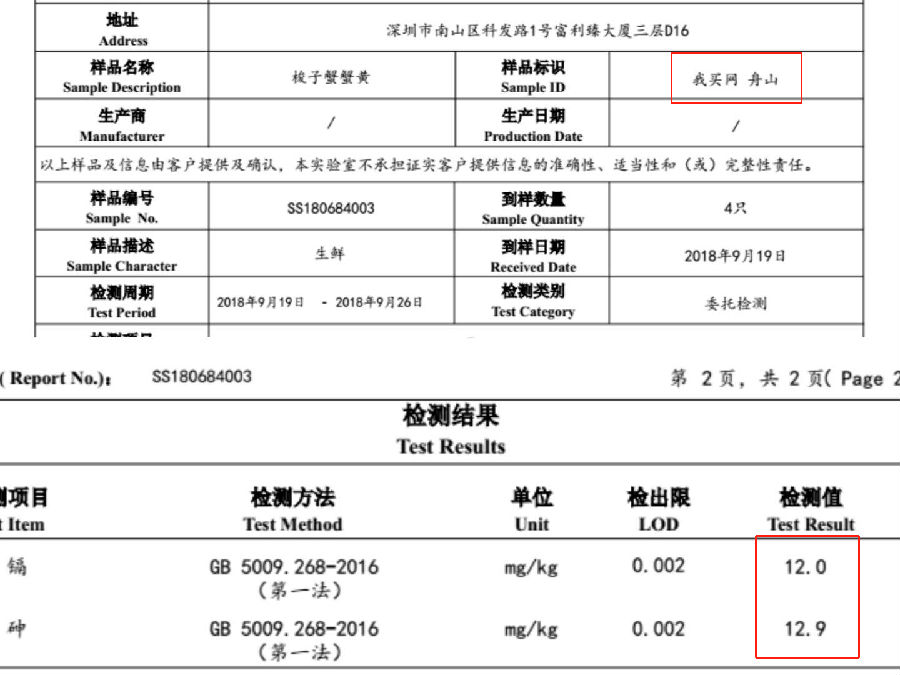 地址
Address
深圳市南山区科发路1号富利臻大厦三层D16
样品名称
Sample Description
梭子蟹蟹黄
样品标识
Sample ID
我买网 舟山
生产商
Manufacturer
/
生产日期
Production Date
/
以上样品及信息由客户提供及确认，本实验室不承担证实客户提供信息的准确性、适当性和（或）完整性责任。
样品编号
Sample No.
SS180684003
到样数量
Sample Quantity
4只
样品描述
Sample Character
生鲜
到样日期
Received Date
2018年9月19日
检测周期
Test Period
2018年9月19日 - 2018年9月26日
检测类别
Test Category
委托检测
( Report No.): SS180684003
第 2 页, 共 2 页( Page 2
检测结果
Test Results
测项目
t Item
检测方法
Test Method
单位
Unit
检出限
LOD
检测值
Test Result
镉
GB 5009.268-2016
（第一法）
mg/kg
0.002
12.0
砷
GB 5009.268-2016
（第一法）
mg/kg
0.002
12.9